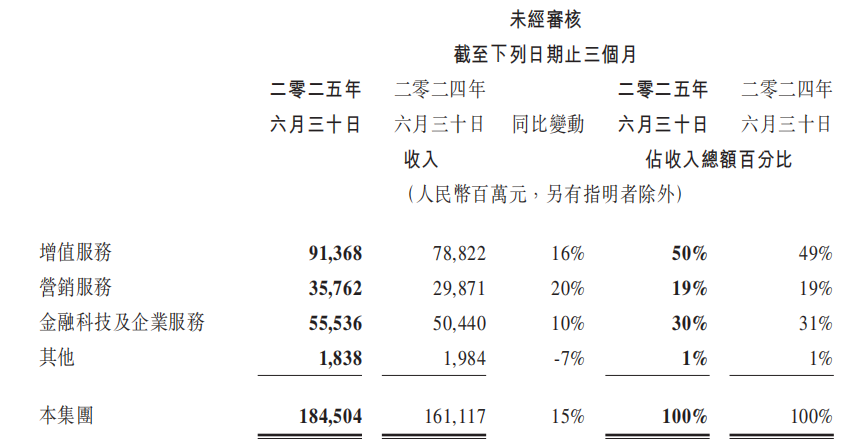 未經審核
截至下列日期止三個月
二零二五年 二零二四年 二零二五年 二零二四年
六月三十日 六月三十日 同比變動 六月三十日 六月三十日
收入 佔收入總額百分比
（人民幣百萬元，另有指明者除外）
增值服務 91,368 78,822 16% 50% 49%
營銷服務 35,762 29,871 20% 19% 19%
金融科技及企業服務 55,536 50,440 10% 30% 31%
其他 1,838 1,984 -7% 1% 1%
本集團 184,504 161,117 15% 100% 100%